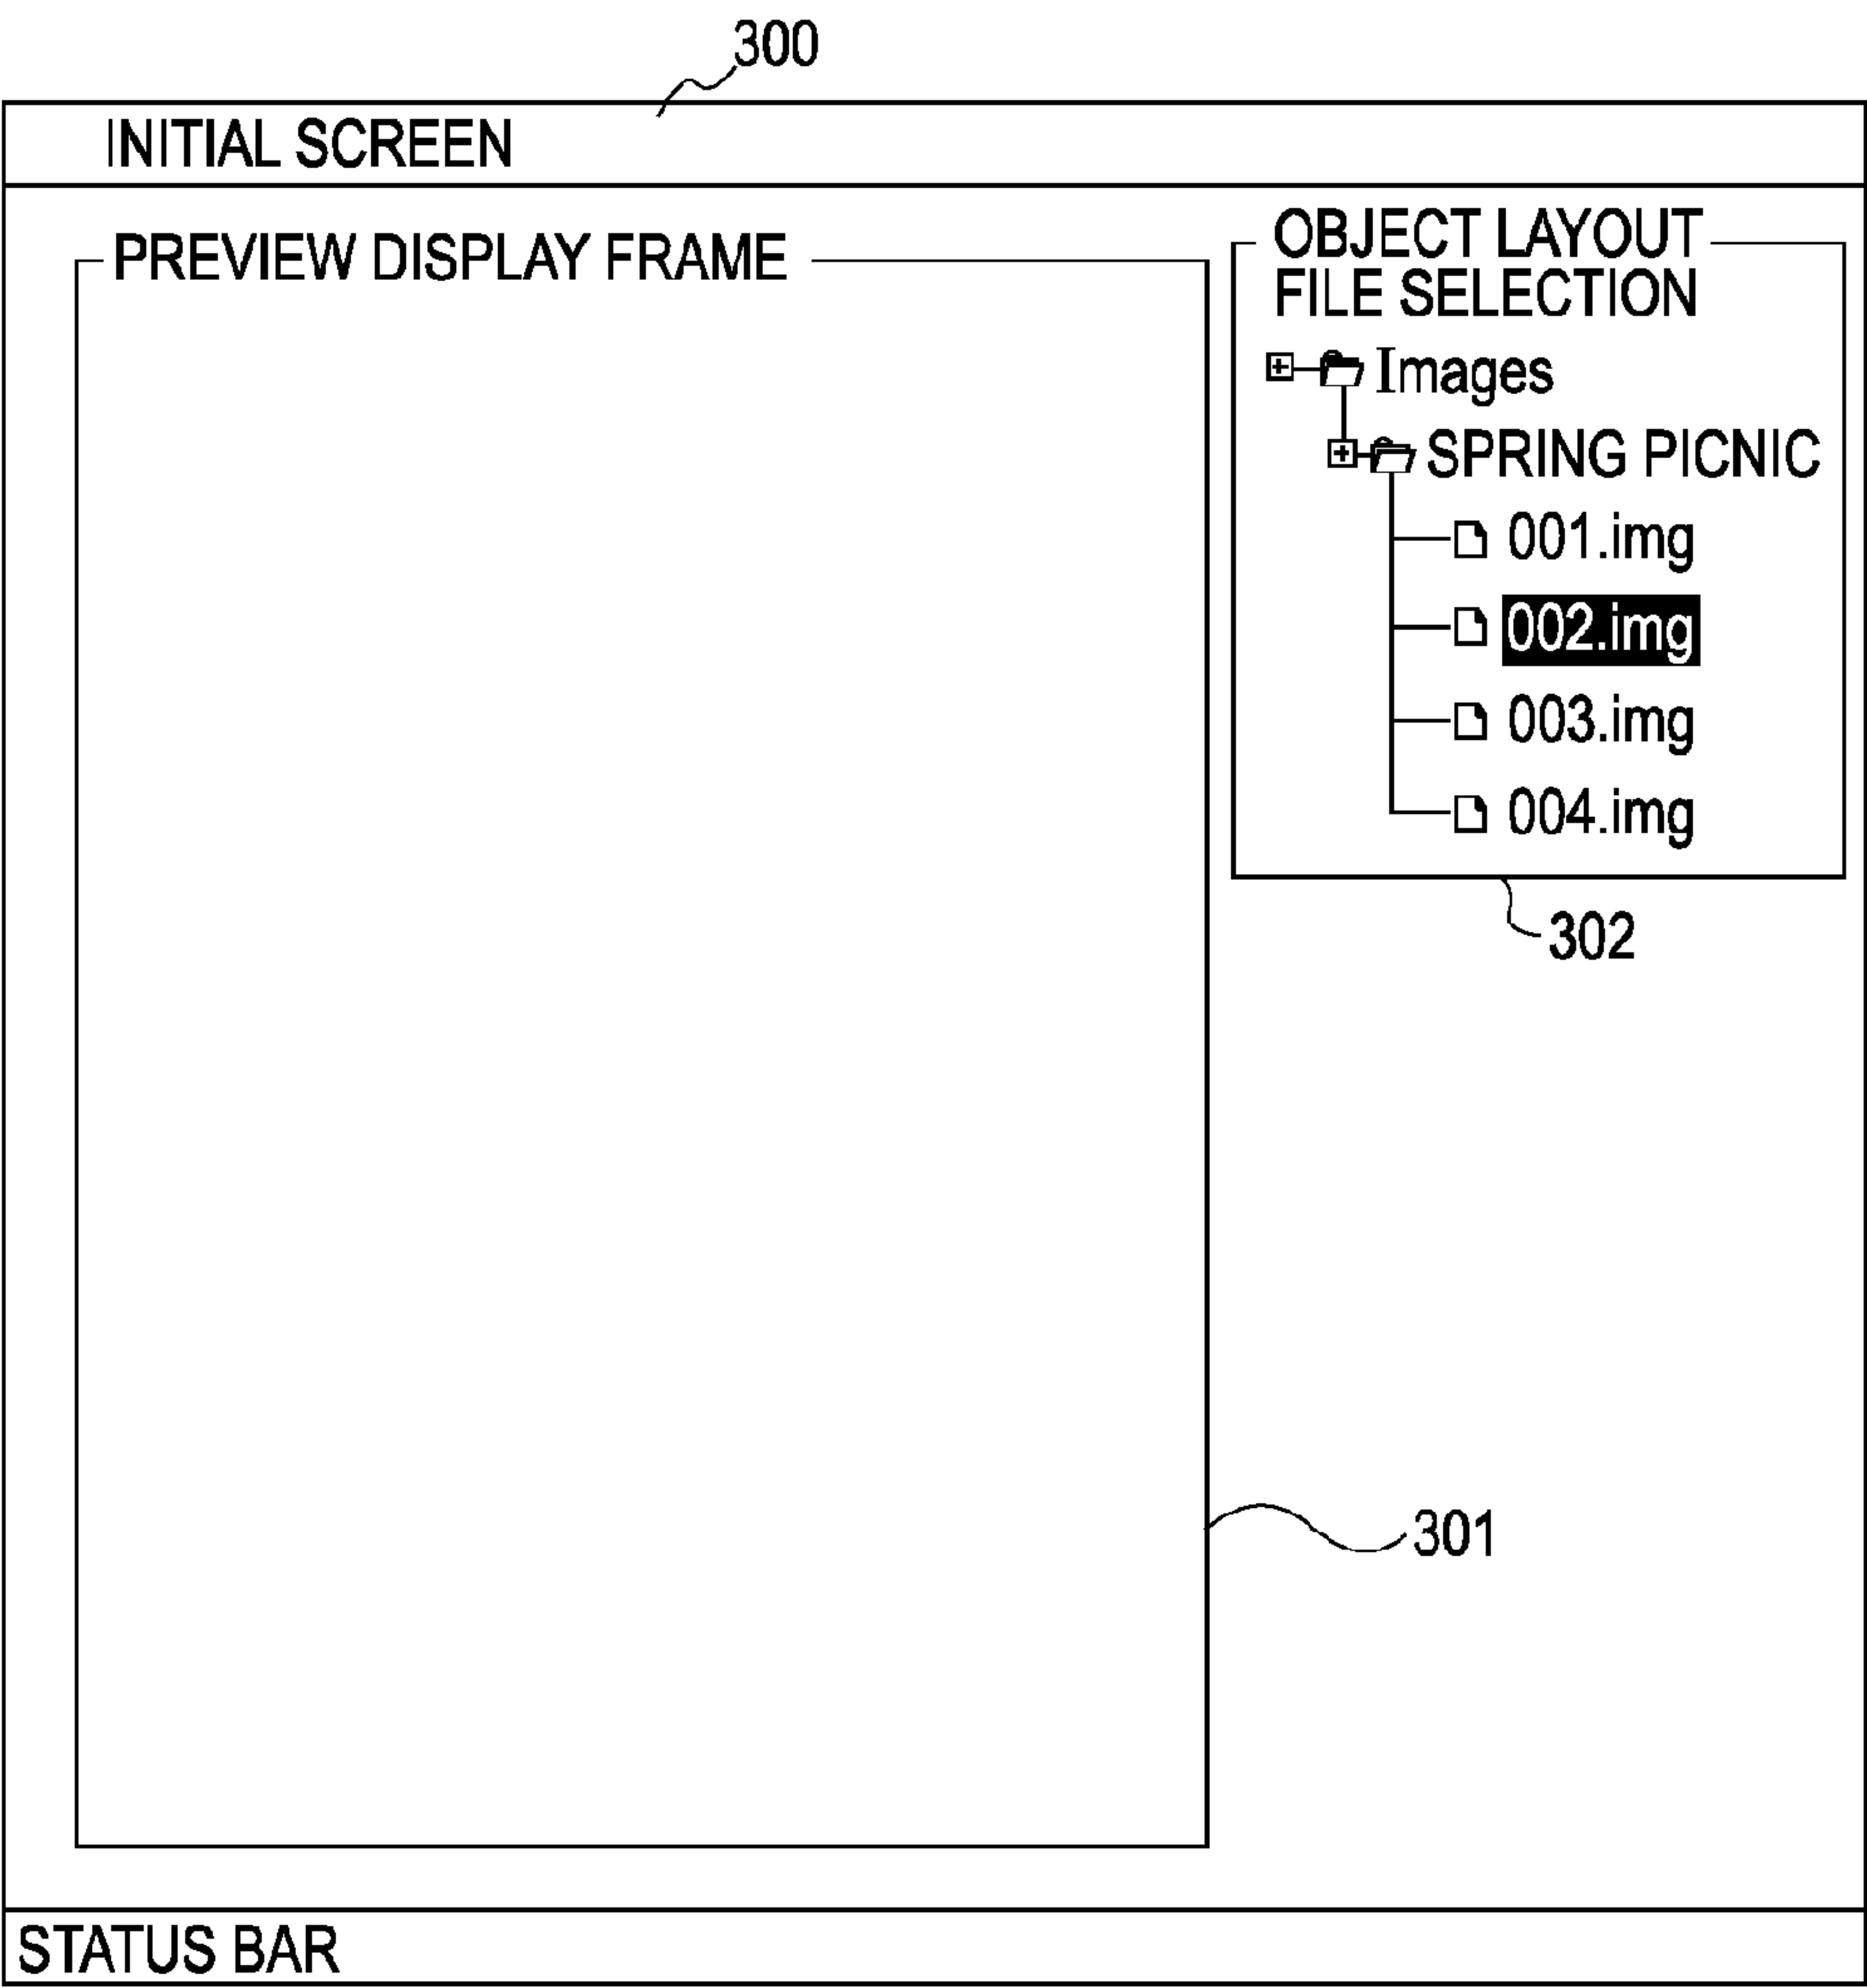 300
INITIAL SCREEN
PREVIEW DISPLAY FRAME
OBJECT LAYOUT
FILE SELECTION
Images
SPRING PICNIC
001.img
002.img
003.img
004.img
302
301
STATUS BAR